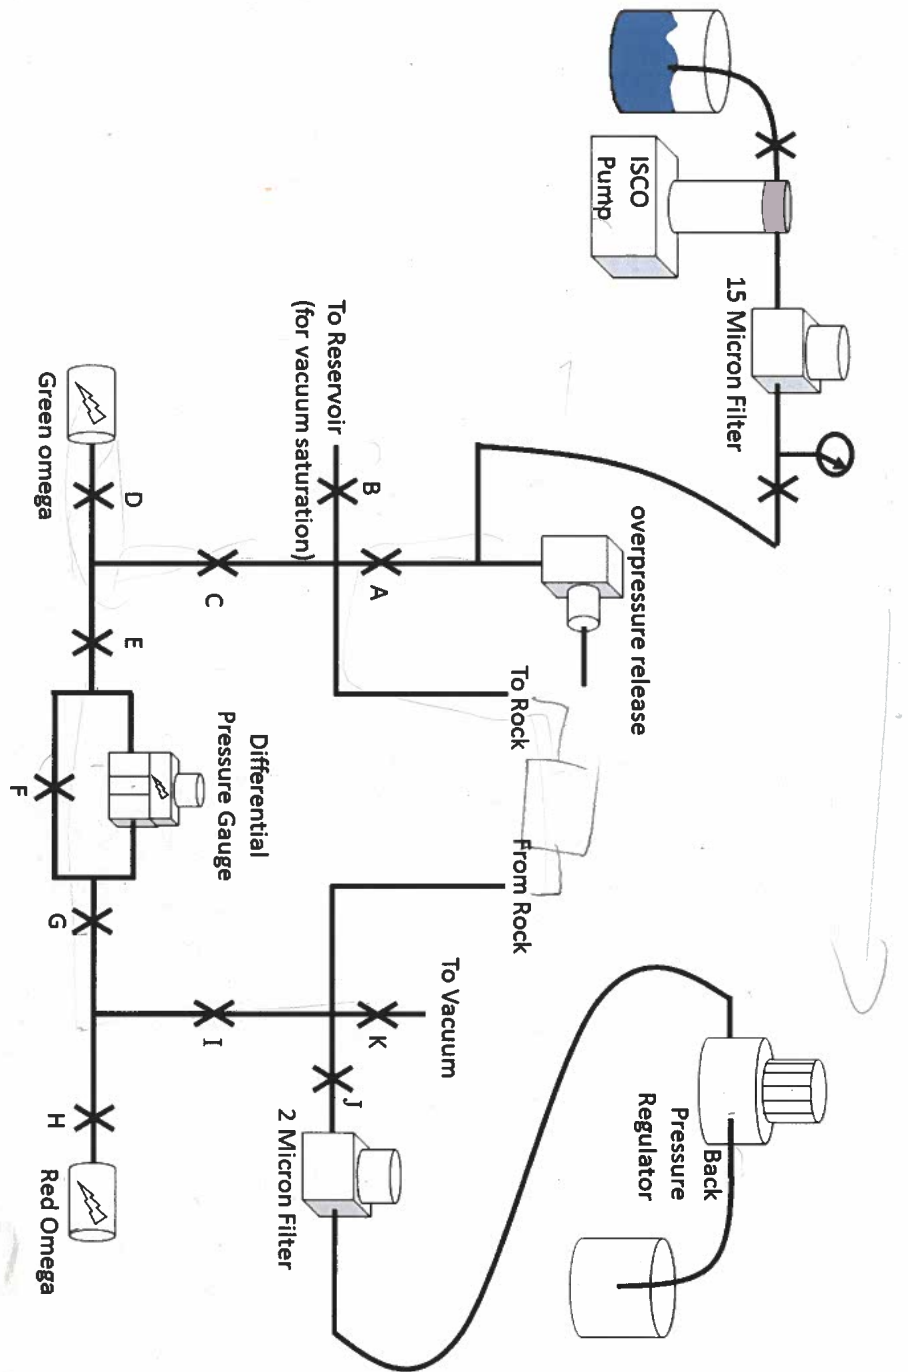 ISCO
Pump
15 Micron Filter
overpressure release
To Reservoir
(for vacuum saturation)
B
A
C
To Rock
From Rock
Green omega
D
E
F
Differential
Pressure Gauge
G
H
I
K
J
To Vacuum
2 Micron Filter
Red Omega
Back
Pressure
Regulator